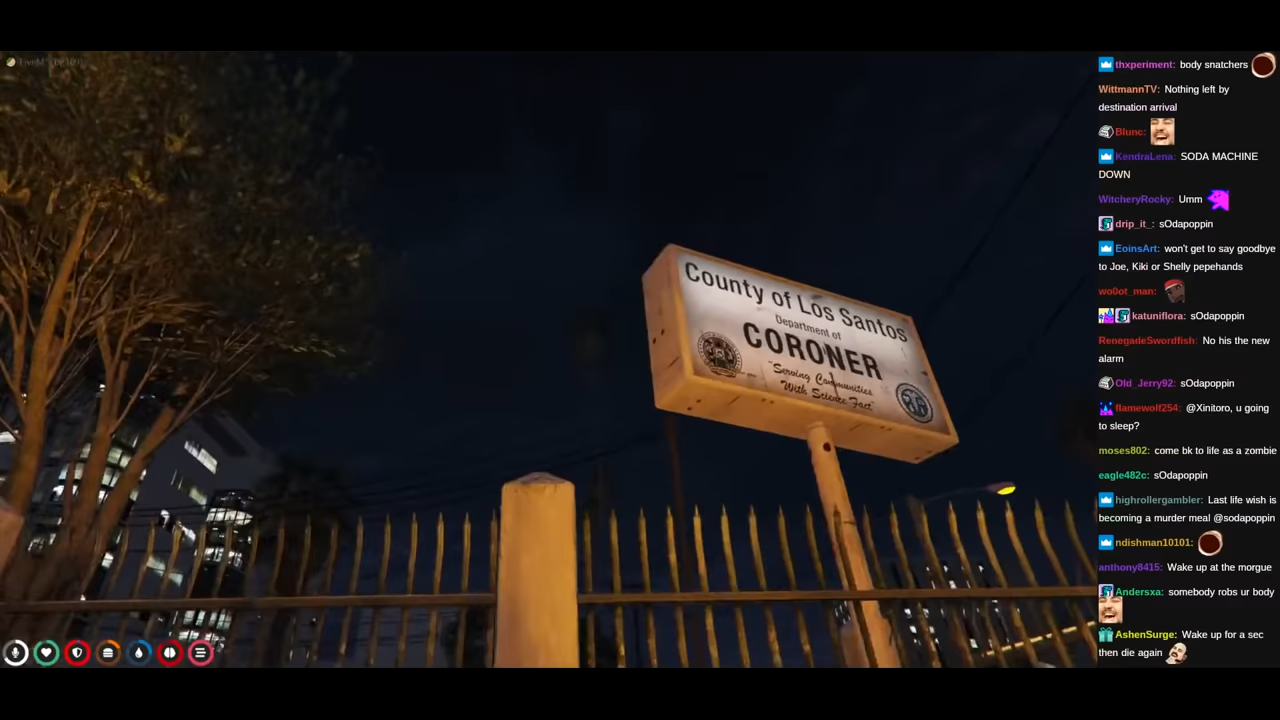 thxperiment: body snatchers
WittmannTV: Nothing left by
destination arrival
Blunc:
KendraLena: SODA MACHINE
DOWN
WitcheryRocky: Umm
drip_it_: sOdapoppin
EoinsArt: won't get to say goodbye
to Joe, Kiki or Shelly pepehands
wo0ot_man:
katuniflora: sOdapoppin
RenegadeSwordfish: No his the new
alarm
Old_Jerry92: sOdapoppin
flamewolf254: @Xinitoro, u going
to sleep?
moses802: come bk to life as a zombie
eagle482c: sOdapoppin
highrollergambler: Last life wish is
becoming a murder meal @sodapoppin
ndishman10101:
anthony8415: Wake up at the morgue
Andersxa: somebody robs ur body
AshenSurge: Wake up for a sec
then die again
County of Los Santos
Department of
CORONER
"Serving Communities
With Science Fact"